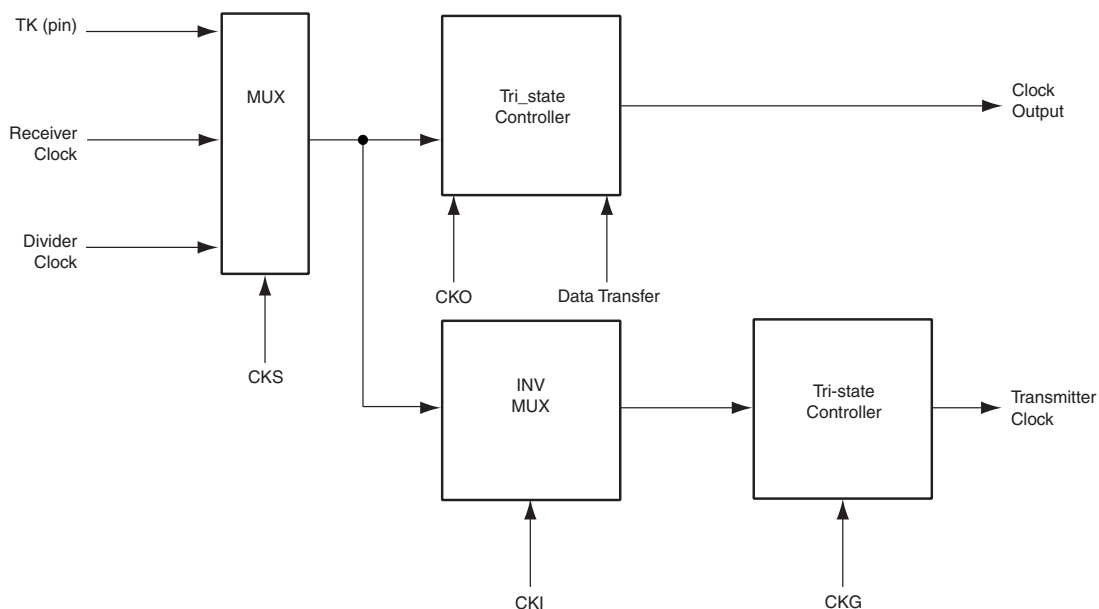 TK (pin)
MUX
Receiver
Clock
Divider
Clock
CKS
Tri_state
Controller
Clock
Output
CKO
Data Transfer
INV
MUX
Tri-state
Controller
Transmitter
Clock
CKI
CKG